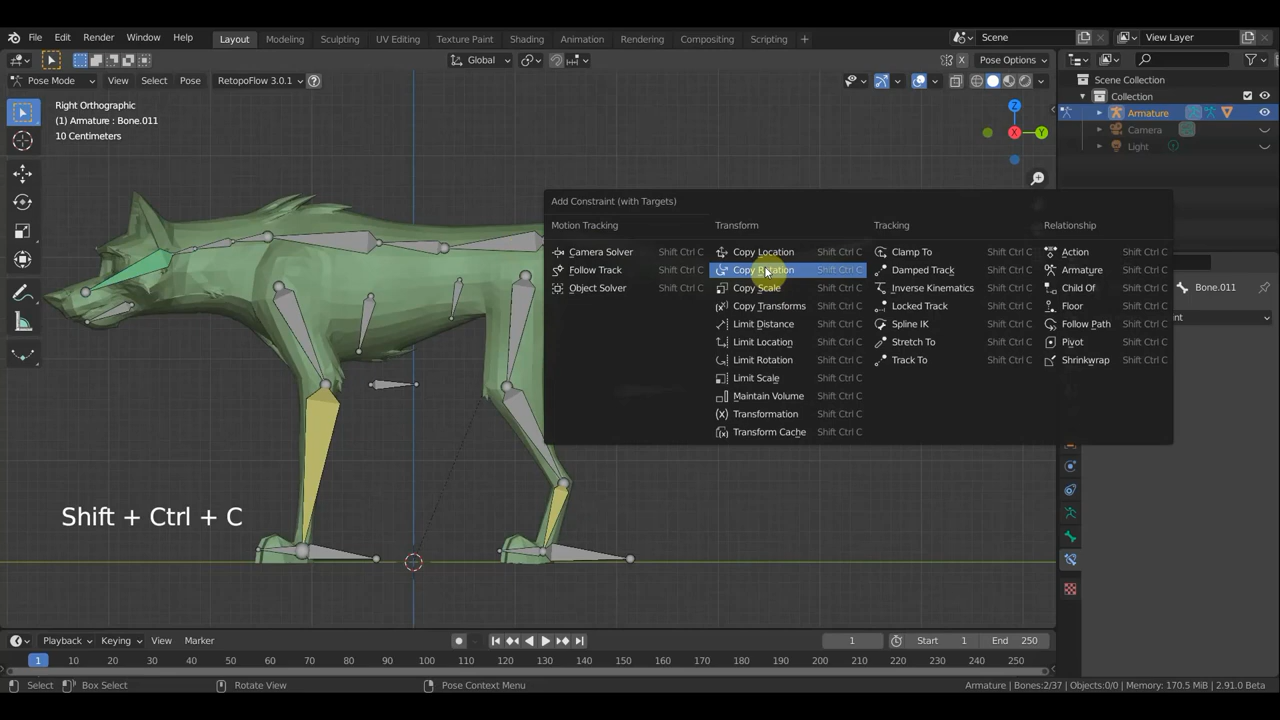 File Edit Render Window Help Layout Modeling Sculpting UV Editing Texture Paint Shading Animation Rendering Compositing Scripting + Scene View Layer
Global Pose Options
Pose Mode View Select Pose RetopoFlow 3.0.1 ?
Scene Collection
Collection
Armature
Camera
Light
Right Orthographic
(1) Armature : Bone.011
10 Centimeters
Z
X
Y
Add Constraint (with Targets)
Motion Tracking Transform Tracking Relationship
Camera Solver Shift Ctrl C Copy Location Shift Ctrl C Clamp To Shift Ctrl C Action Shift Ctrl C
Follow Track Shift Ctrl C Copy Rotation Shift Ctrl C Damped Track Shift Ctrl C Armature Shift Ctrl C
Object Solver Shift Ctrl C Copy Scale Shift Ctrl C Inverse Kinematics Shift Ctrl C Child Of Shift Ctrl C
Copy Transforms Shift Ctrl C Locked Track Shift Ctrl C Floor Shift Ctrl C
Limit Distance Shift Ctrl C Spline IK Shift Ctrl C Follow Path Shift Ctrl C
Limit Location Shift Ctrl C Stretch To Shift Ctrl C Pivot Shift Ctrl C
Limit Rotation Shift Ctrl C Track To Shift Ctrl C Shrinkwrap Shift Ctrl C
Limit Scale Shift Ctrl C
Maintain Volume Shift Ctrl C
Transformation Shift Ctrl C
Transform Cache Shift Ctrl C
Bone.011
Shift + Ctrl + C
Playback Keying View Marker 1 Start 1 End 250
1 10 20 30 40 50 60 70 80 90 100 110 120 130 140 150 160 170 180 190 200 210 220 230 240 250
Select Box Select Rotate View Pose Context Menu Armature | Bones:2/37 | Objects:0/0 | Memory: 170.5 MiB | 2.91.0 Beta